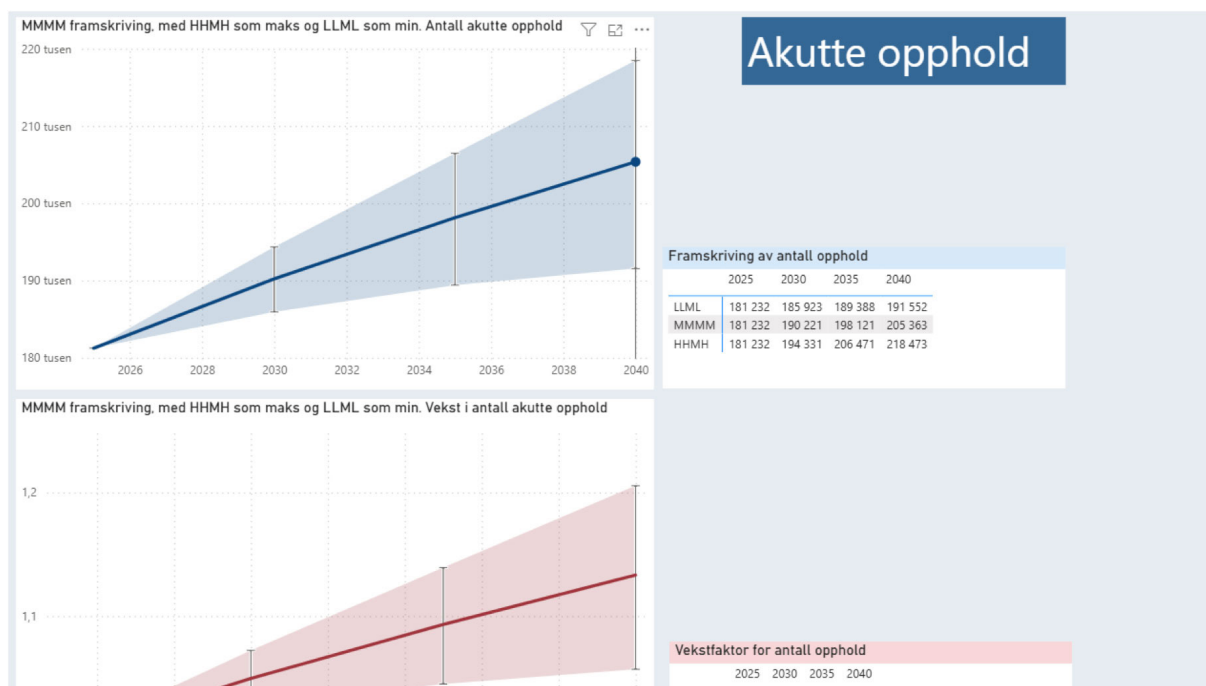 MMMM framskriving, med HHMH som maks og LLML som min. Antall akutte opphold
220 tusen
210 tusen
200 tusen
190 tusen
180 tusen
2026 2028 2030 2032 2034 2036 2038 2040
Akutte opphold
Framskriving av antall opphold
2025 2030 2035 2040
LLML 181 232 185 923 189 388 191 552
MMMM 181 232 190 221 198 121 205 363
HHMH 181 232 194 331 206 471 218 473
MMMM framskriving, med HHMH som maks og LLML som min. Vekst i antall akutte opphold
1,2
1,1
Vekstfaktor for antall opphold
2025 2030 2035 2040